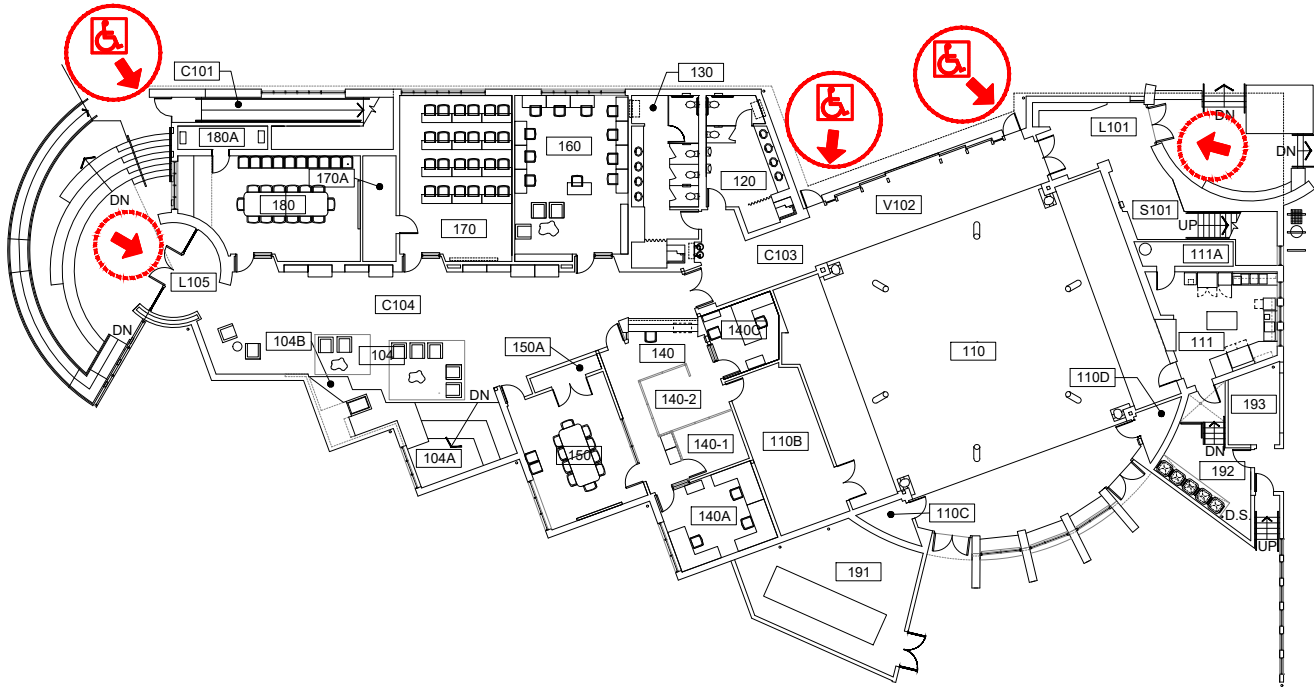 C101
130
DN
L101
180A
160
DN
170A
120
180
V102
S101
DN
170
UP
C103
111A
L105
C104
140C
DN
104B
104
140
110
111
150A
110D
DN
140-2
193
110B
140-1
104A
150
DN
192
140A
110C
D.S.
UP
191